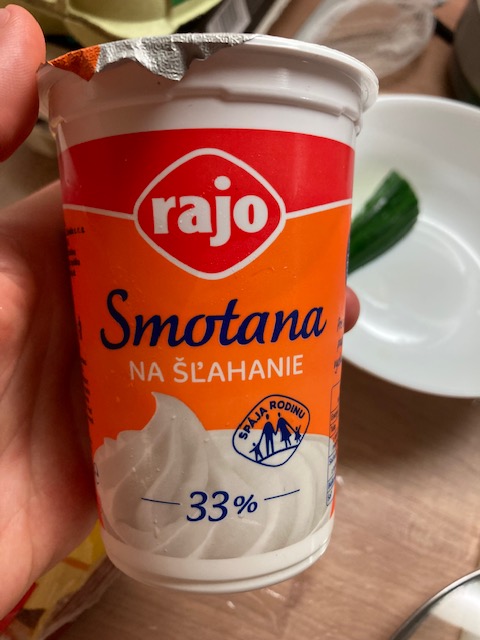 rajo
Smotana
NA ŠĽAHANIE
SPÁJA RODINU
33%